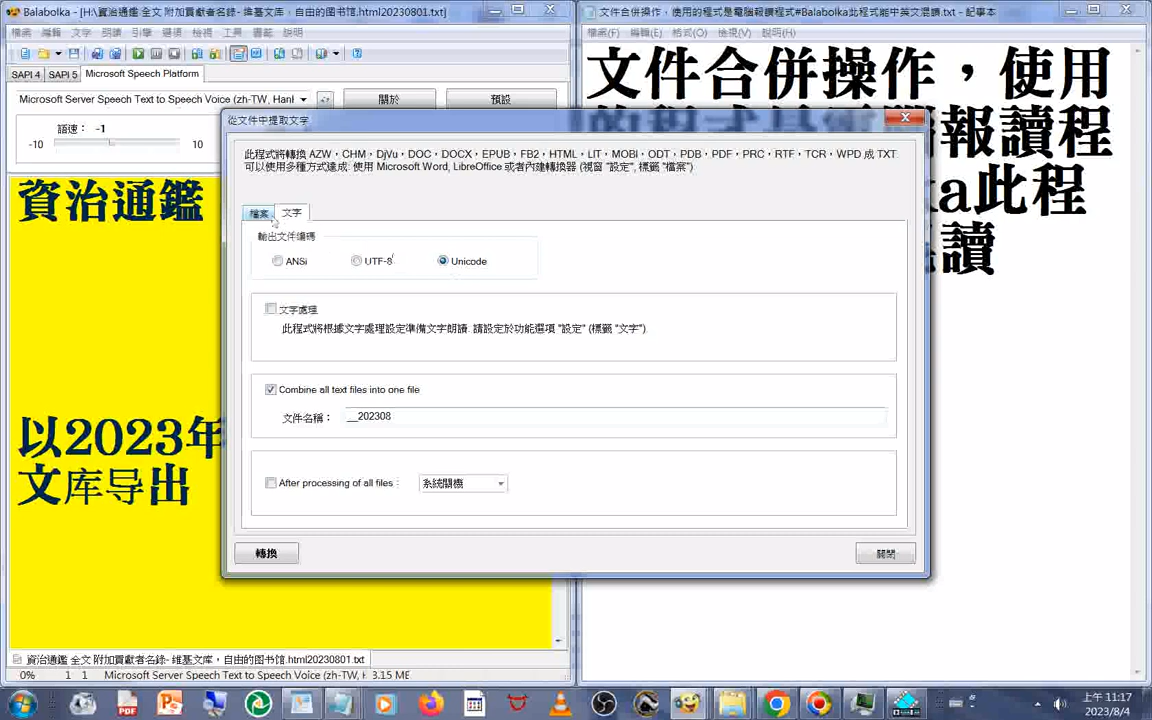 Balabolka - [H:\資治通鑑 全文 附加貢獻者名錄- 維基文庫，自由的图书馆.html20230801.txt]
檔案 編輯 文字 朗讀 引擎 選項 檢視 工具 書籤 說明
SAPI 4 SAPI 5 Microsoft Speech Platform
Microsoft Server Speech Text to Speech Voice (zh-TW, Hanl
關於
預設
語速： -1
-10
10
資治通鑑
以2023年
文库导出
資治通鑑 全文 附加貢獻者名錄- 維基文庫，自由的图书馆.html20230801.txt
0% 1 : 1 Microsoft Server Speech Text to Speech Voice (zh-TW, H 3.15 ME
文件合併操作，使用的程式是電腦報讀程式#Balabolka此程式能中英文混讀.txt - 記事本
檔案(F) 編輯(E) 格式(O) 檢視(V) 說明(H)
文件合併操作，使用
的程式是電腦報讀程
ka此程
混讀
從文件中提取文字
此程式將轉換 AZW，CHM，DjVu，DOC，DOCX，EPUB，FB2，HTML，LIT，MOBI，ODT，PDB，PDF，PRC，RTF，TCR，WPD 成 TXT
可以使用多種方式達成: 使用 Microsoft Word, LibreOffice 或者內建轉換器 (視窗 "設定", 標籤 "檔案")
檔案 文字
輸出文件編碼
ANSi
UTF-8
Unicode
文字處理
此程式將根據文字處理設定準備文字朗讀. 請設定於功能選項 "設定" (標籤 "文字")
Combine all text files into one file
文件名稱：
__202308
After processing of all files :
系統關機
轉換
關閉
PDF
上午 11:17
2023/8/4